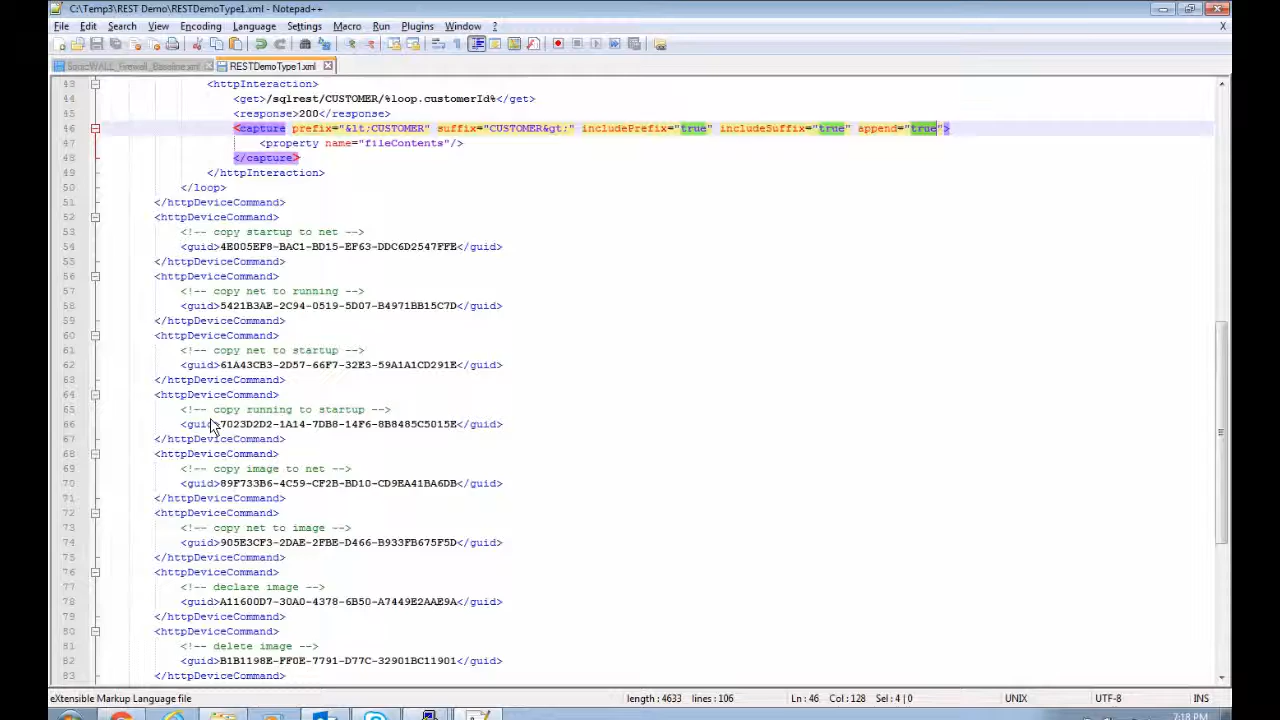 C:\Temp3\REST Demo\RESTDemoType1.xml - Notepad++
File Edit Search View Encoding Language Settings Macro Run Plugins Window ? X
SonicWALL_Firewall_Baseline.xml RESTDemoType1.xml
43 <httpInteraction>
44 <get>/sqlrest/CUSTOMER/%loop.customerId%</get>
45 <response>200</response>
46 <capture prefix="&lt;CUSTOMER" suffix="CUSTOMER&gt;" includePrefix="true" includeSuffix="true" append="true">
47 <property name="fileContents"/>
48 </capture>
49 </httpInteraction>
50 </loop>
51 </httpDeviceCommand>
52 <httpDeviceCommand>
53 <!-- copy startup to net -->
54 <guid>4E005EF8-BAC1-BD15-EF63-DDC6D2547FFE</guid>
55 </httpDeviceCommand>
56 <httpDeviceCommand>
57 <!-- copy net to running -->
58 <guid>5421B3AE-2C94-0519-5D07-B4971BB15C7D</guid>
59 </httpDeviceCommand>
60 <httpDeviceCommand>
61 <!-- copy net to startup -->
62 <guid>61A43CB3-2D57-66F7-32E3-59A1A1CD291E</guid>
63 </httpDeviceCommand>
64 <httpDeviceCommand>
65 <!-- copy running to startup -->
66 <guid>7023D2D2-1A14-7DB8-14F6-8B8485C5015E</guid>
67 </httpDeviceCommand>
68 <httpDeviceCommand>
69 <!-- copy image to net -->
70 <guid>89F733B6-4C59-CF2B-BD10-CD9EA41BA6DB</guid>
71 </httpDeviceCommand>
72 <httpDeviceCommand>
73 <!-- copy net to image -->
74 <guid>905E3CF3-2DAE-2FBE-D466-B933FB675F5D</guid>
75 </httpDeviceCommand>
76 <httpDeviceCommand>
77 <!-- declare image -->
78 <guid>A11600D7-30A0-4378-6B50-A7449E2AAE9A</guid>
79 </httpDeviceCommand>
80 <httpDeviceCommand>
81 <!-- delete image -->
82 <guid>B1B1198E-FF0E-7791-D77C-32901BC11901</guid>
83 </httpDeviceCommand>
eXtensible Markup Language file length : 4633 lines : 106 Ln : 46 Col : 128 Sel : 4 | 0 UNIX UTF-8 INS
7:18 PM